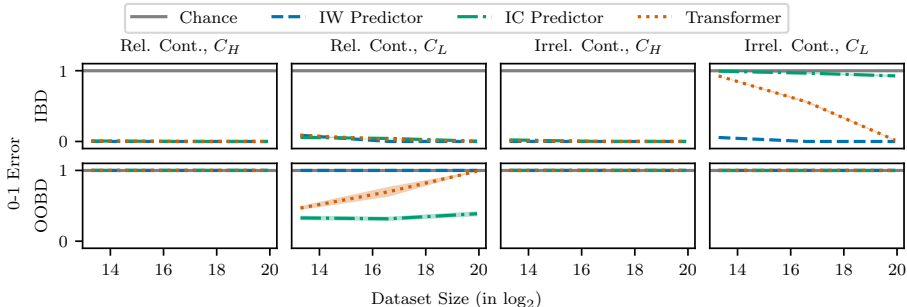 Chance IW Predictor IC Predictor Transformer
Rel. Cont., C_H Rel. Cont., C_L Irrel. Cont., C_H Irrel. Cont., C_L
0-1 Error
IBD
1
0
OOBD
1
0
14 16 18 20 14 16 18 20 14 16 18 20 14 16 18 20
Dataset Size (in log₂)